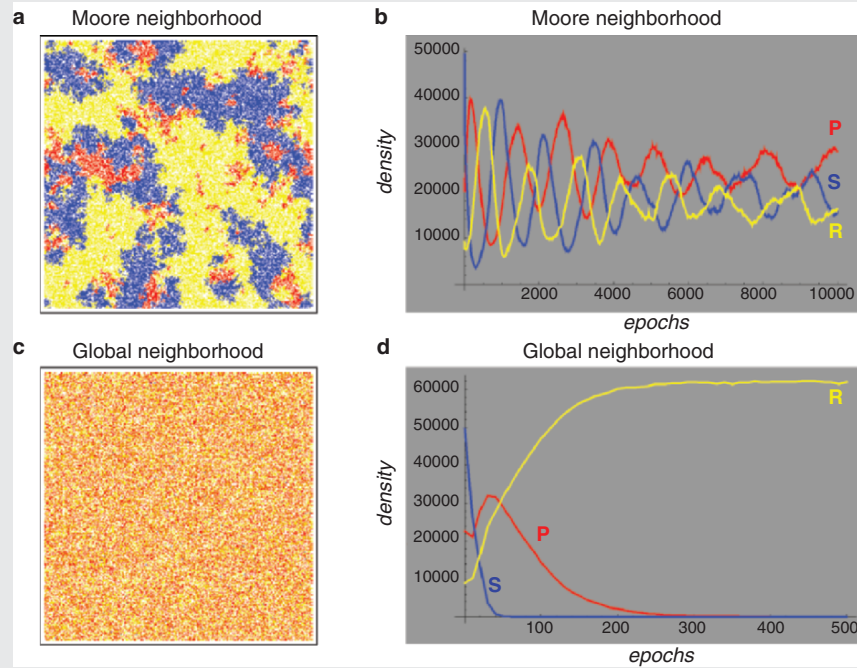 a Moore neighborhood
b Moore neighborhood
density
50000
40000
30000
20000
10000
P
S
R
2000 4000 6000 8000 10000
epochs
c Global neighborhood
d Global neighborhood
density
60000
50000
40000
30000
20000
10000
R
P
S
100 200 300 400 500
epochs